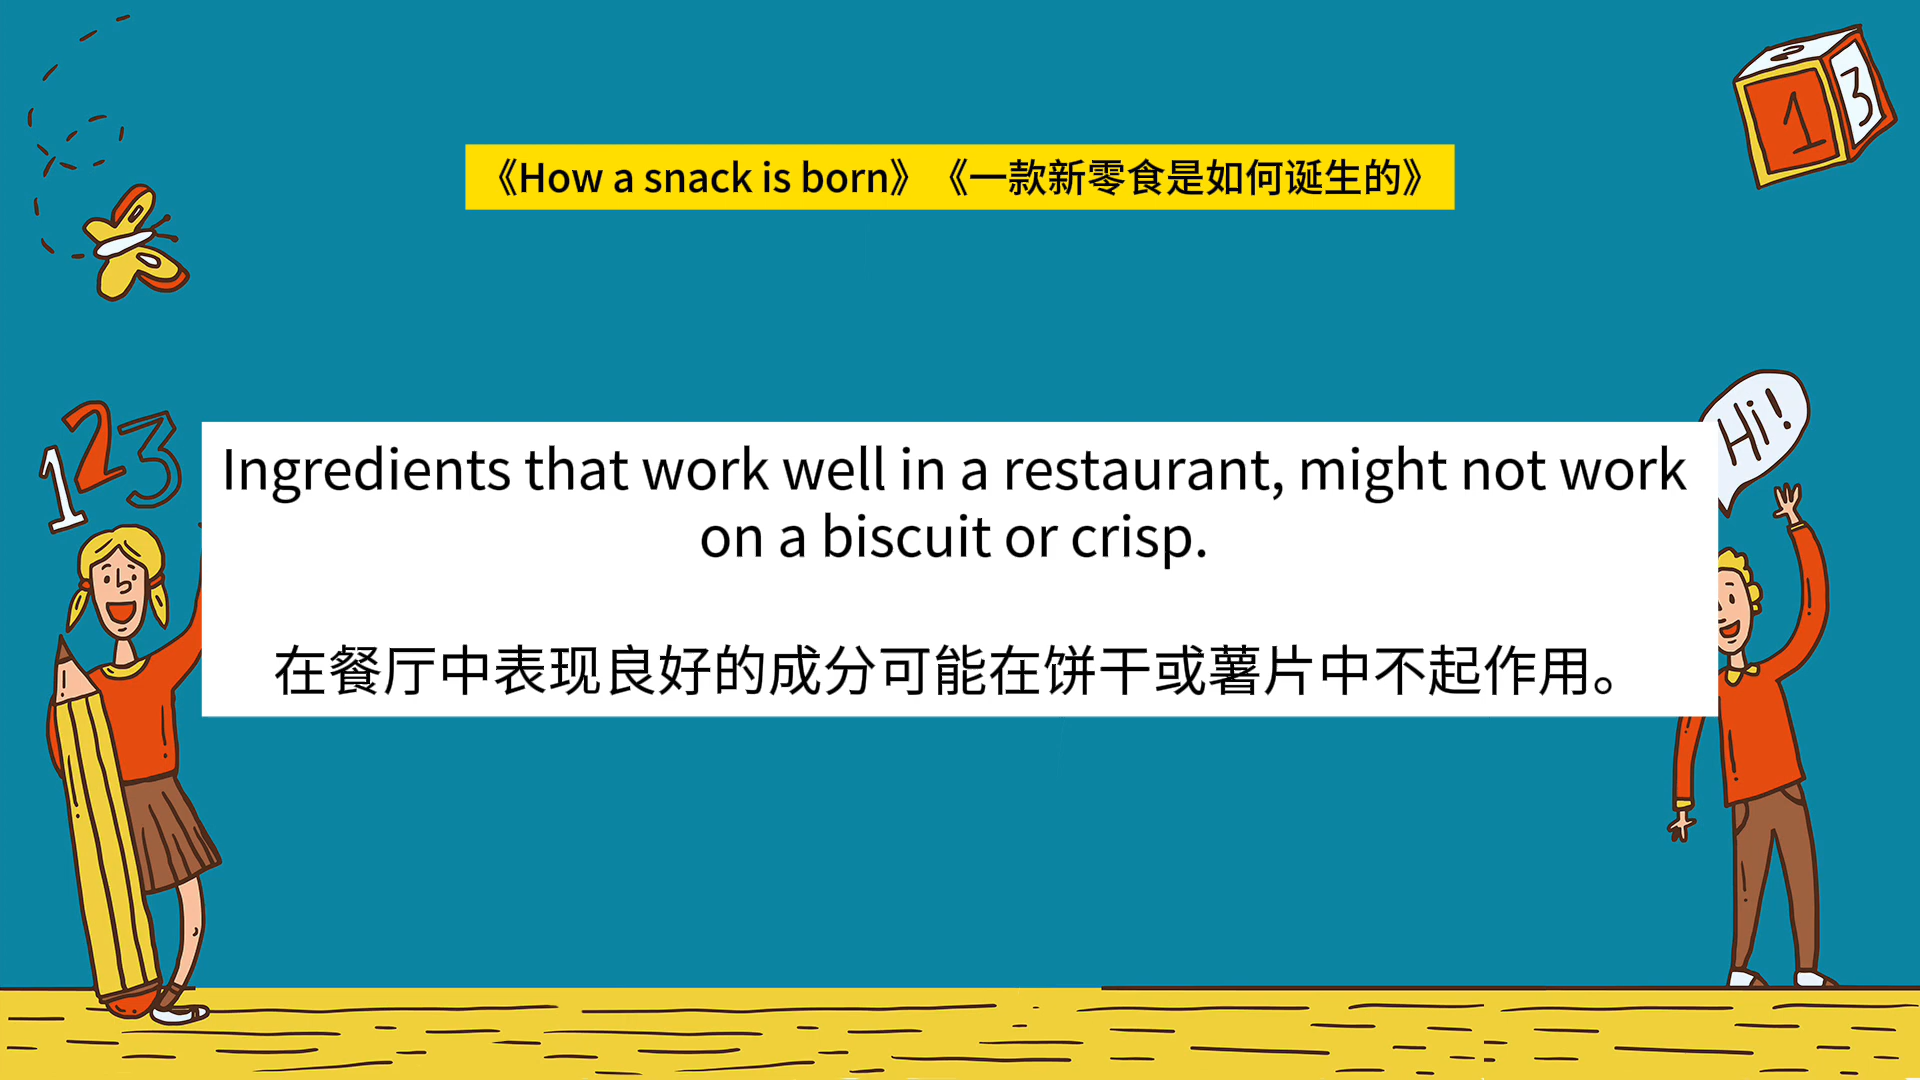 《How a snack is born》《一款新零食是如何诞生的》
1 3
Hi!
123
Ingredients that work well in a restaurant, might not work
on a biscuit or crisp.
在餐厅中表现良好的成分可能在饼干或薯片中不起作用。